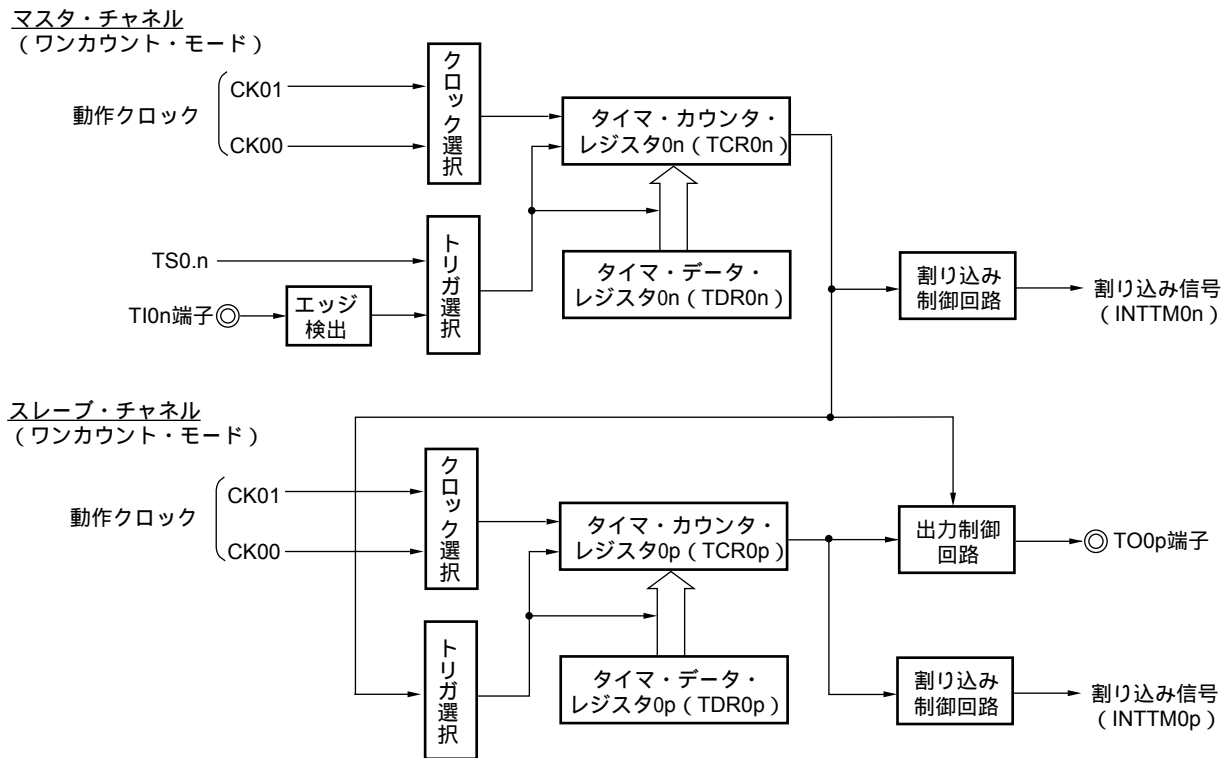 マスタ・チャネル
（ワンカウント・モード）
動作クロック
CK01
CK00
クロック選択
タイマ・カウンタ・
レジスタ0n（TCR0n）
TS0.n
TI0n端子
エッジ
検出
トリガ選択
タイマ・データ・
レジスタ0n（TDR0n）
割り込み
制御回路
割り込み信号
（INTTM0n）
スレーブ・チャネル
（ワンカウント・モード）
動作クロック
CK01
CK00
クロック選択
タイマ・カウンタ・
レジスタ0p（TCR0p）
出力制御
回路
TO0p端子
トリガ選択
タイマ・データ・
レジスタ0p（TDR0p）
割り込み
制御回路
割り込み信号
（INTTM0p）